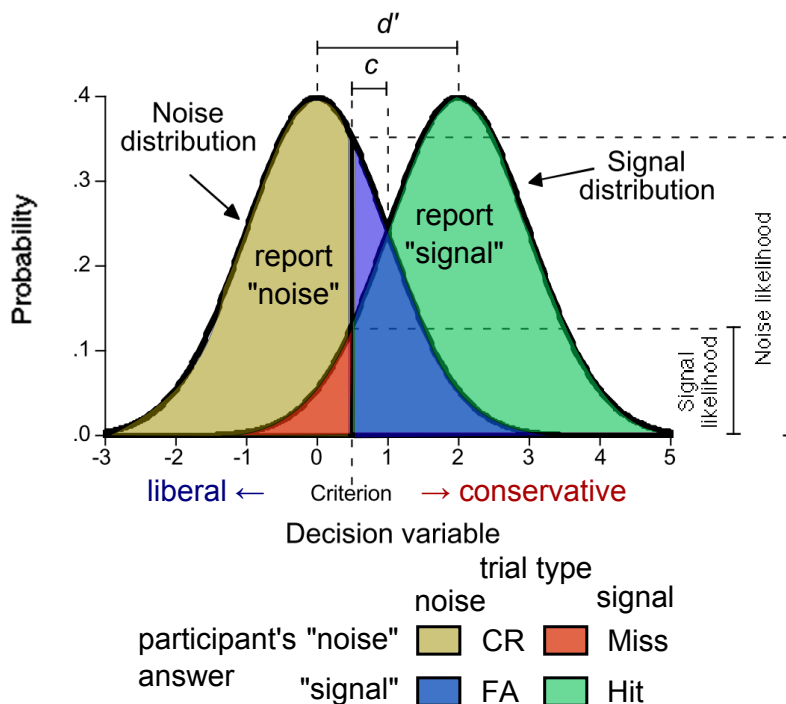 d'
c
Noise
distribution
Signal
distribution
report
"noise"
report
"signal"
Probability
.4
.3
.2
.1
.0
-3 -2 -1 0 1 2 3 4 5
Signal
likelihood
Noise likelihood
liberal ← Criterion → conservative
Decision variable
trial type
noise signal
participant's "noise" CR Miss
answer
"signal" FA Hit